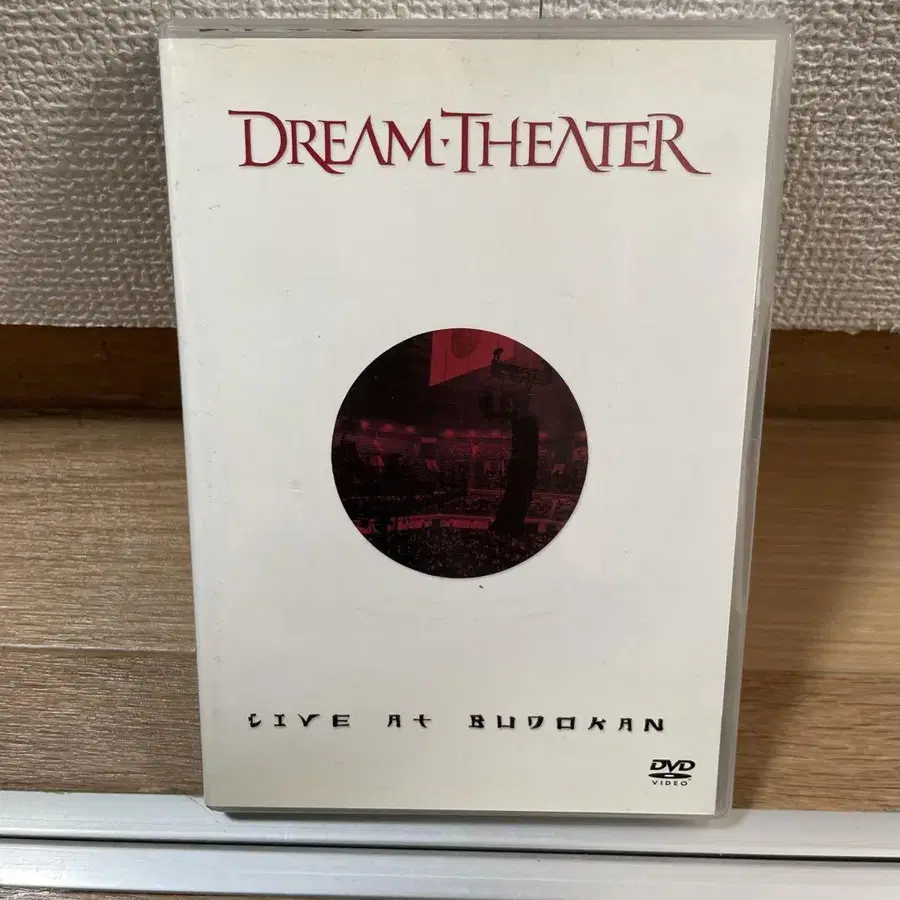 DREAM·THEATER
LIVE At BUDOKAN
DVD
VIDEO